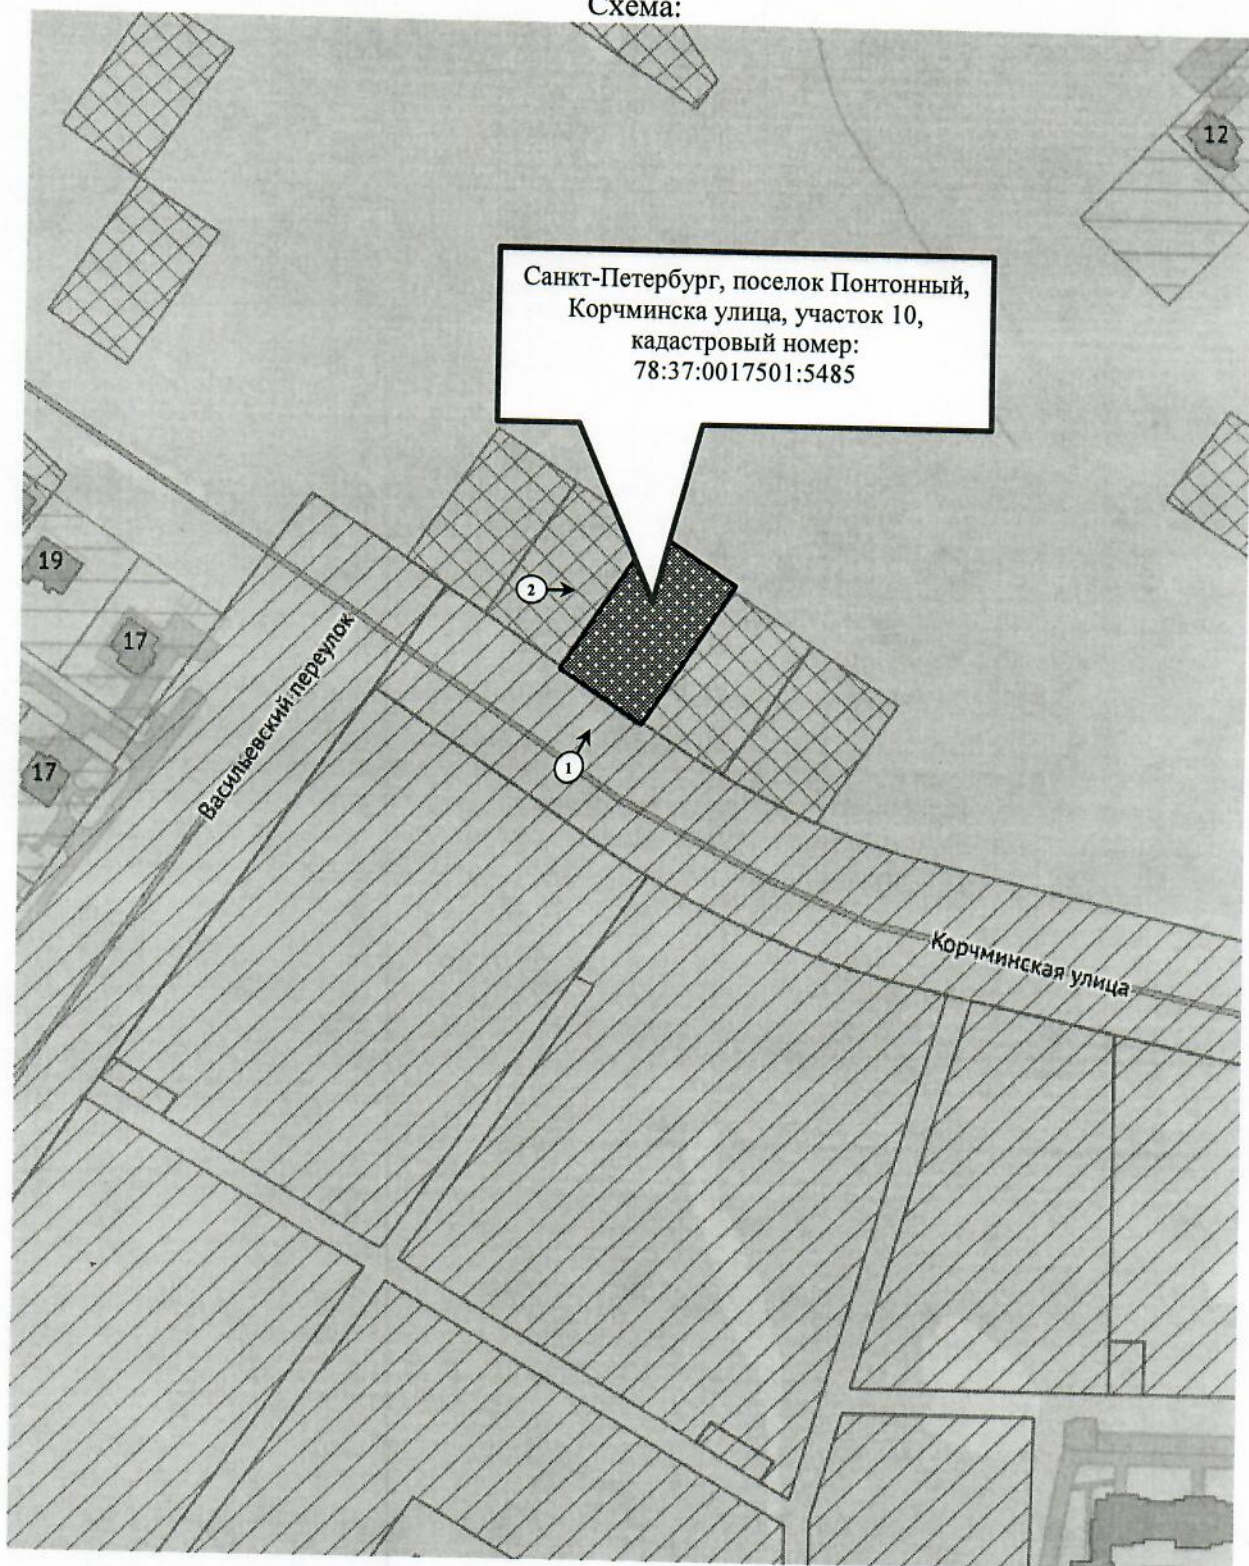 Схема:
12
Санкт-Петербург, поселок Понтонный,
Корчминска улица, участок 10,
кадастровый номер:
78:37:0017501:5485
19
2
17
Васильевский переулок
17
1
Корчминская улица